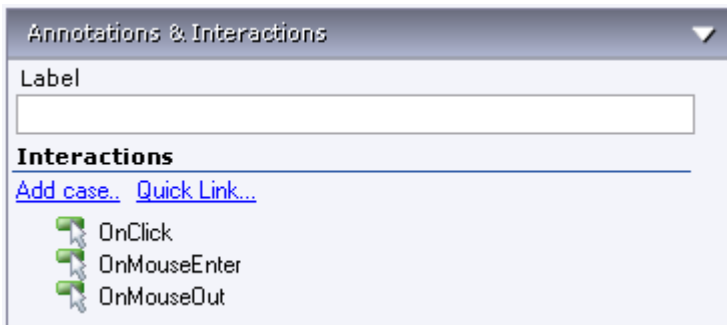 Annotations & Interactions
Label
Interactions
Add case.. Quick Link...
OnClick
OnMouseEnter
OnMouseOut